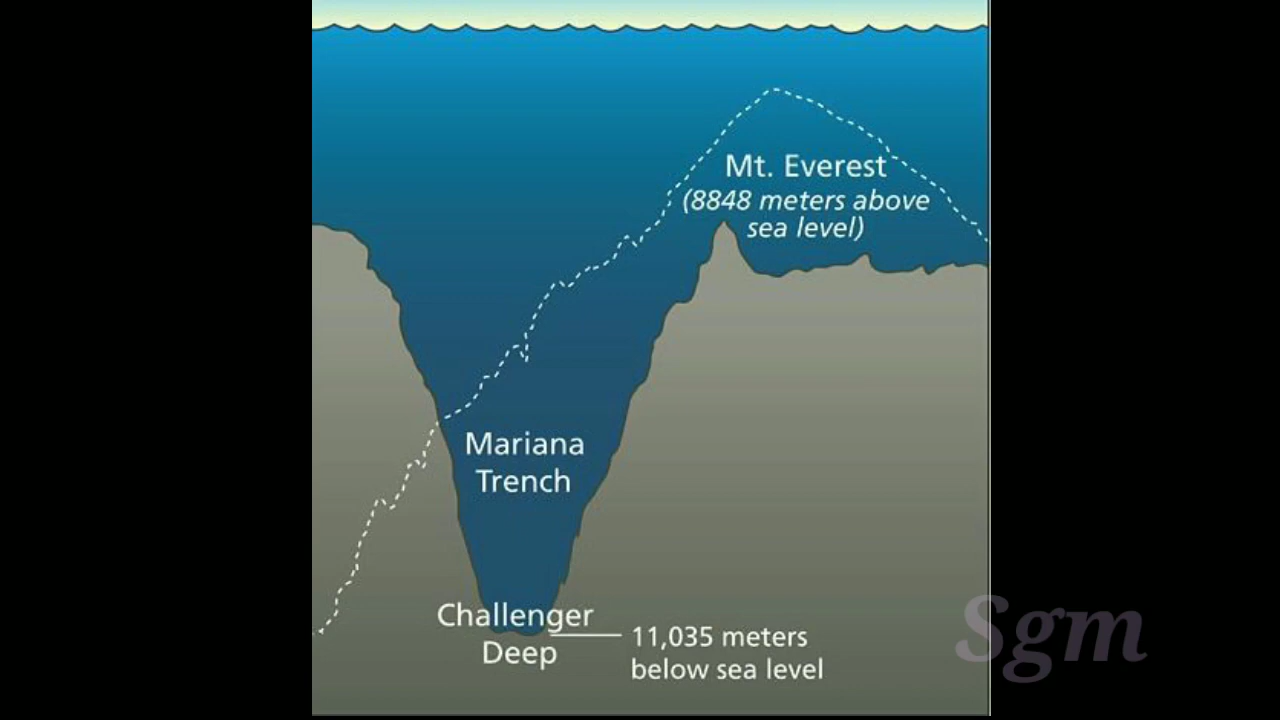 Mt. Everest
(8848 meters above
sea level)
Mariana
Trench
Challenger
Deep
11,035 meters
below sea level
Sgm